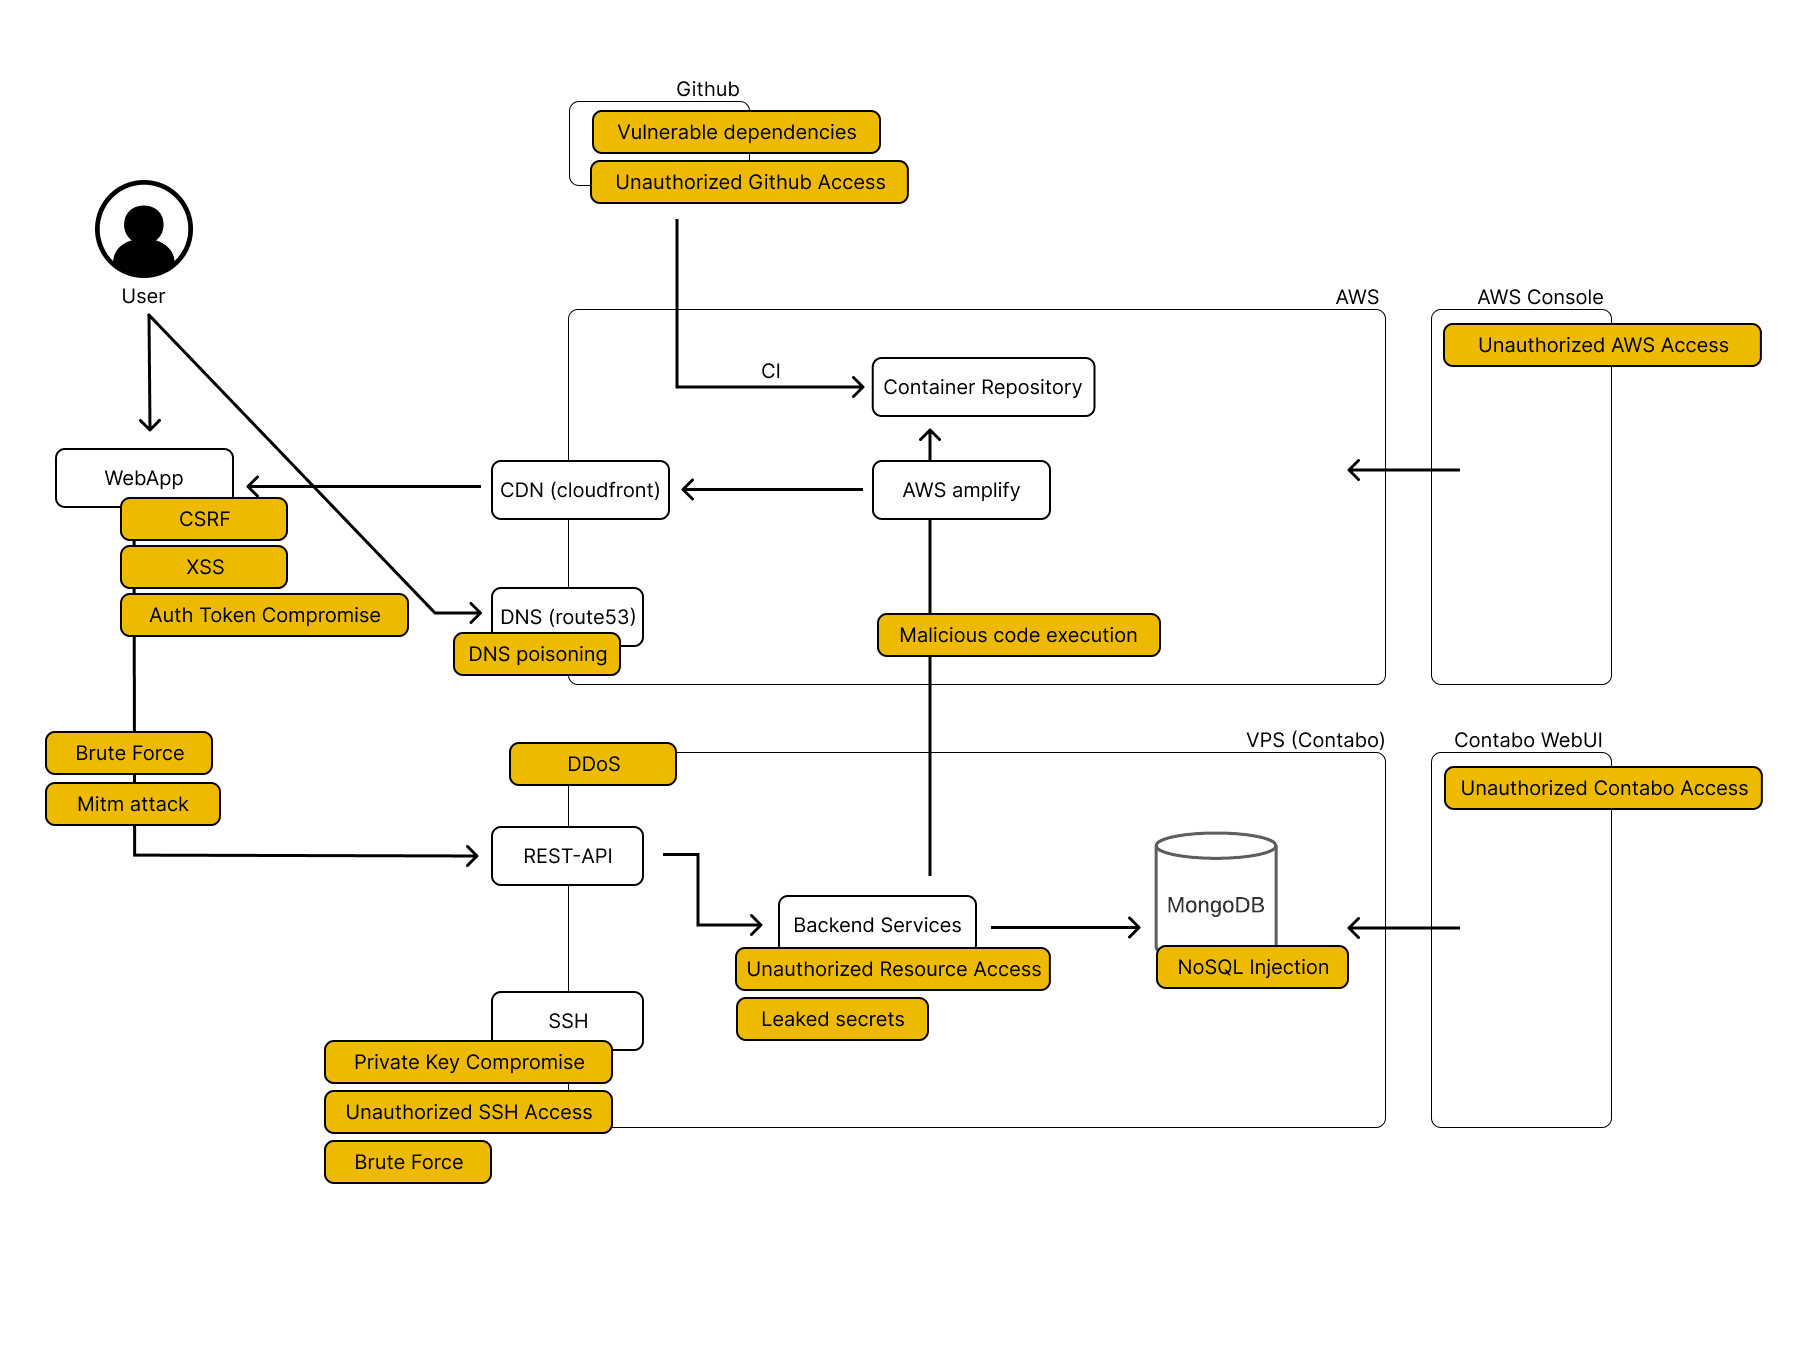 Github
Vulnerable dependencies
Unauthorized Github Access
User
AWS
AWS Console
Unauthorized AWS Access
CI
Container Repository
WebApp
CDN (cloudfront)
AWS amplify
CSRF
XSS
Auth Token Compromise
DNS (route53)
DNS poisoning
Malicious code execution
Brute Force
Mitm attack
VPS (Contabo)
Contabo WebUI
DDoS
Unauthorized Contabo Access
REST-API
MongoDB
Backend Services
Unauthorized Resource Access
NoSQL Injection
Leaked secrets
SSH
Private Key Compromise
Unauthorized SSH Access
Brute Force